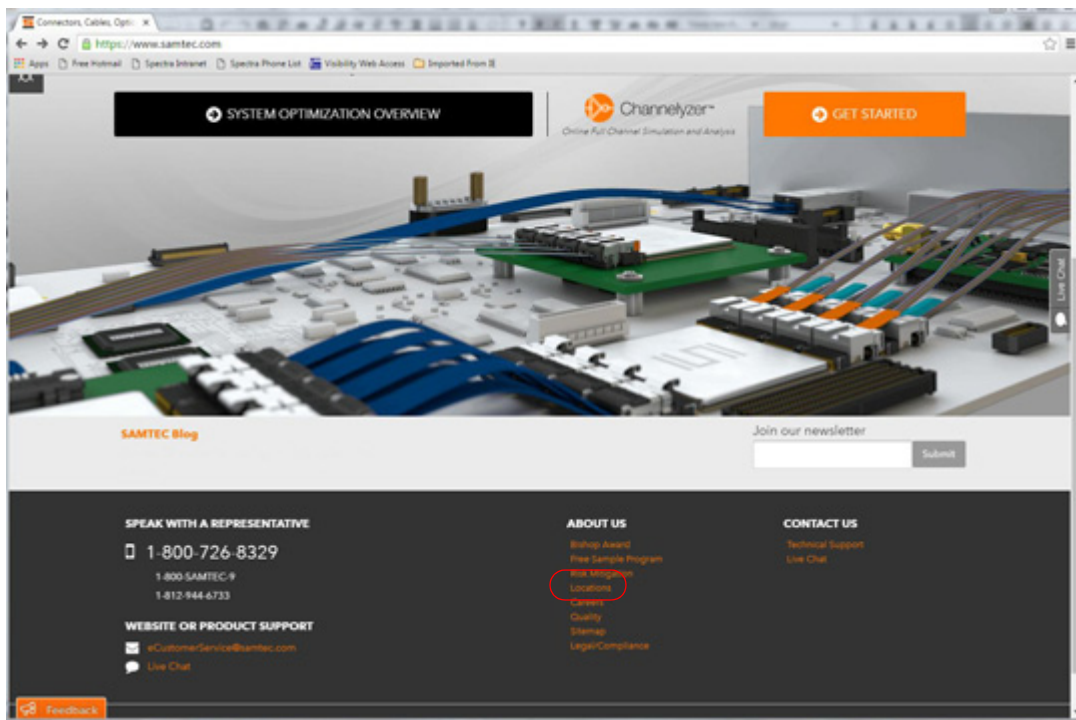 Connectors, Cables, Optic
https://www.samtec.com
Apps Free Hotmail Spectra Intranet Spectra Phone List Visibility Web Access Imported From IE
SYSTEM OPTIMIZATION OVERVIEW
Channelyzer™
Online Full Channel Simulation and Analysis
GET STARTED
Live Chat
SAMTEC Blog
Join our newsletter
Submit
SPEAK WITH A REPRESENTATIVE
1-800-726-8329
1-800-SAMTEC-9
1-812-944-6733
WEBSITE OR PRODUCT SUPPORT
eCustomerService@samtec.com
Live Chat
ABOUT US
Bishop Award
Free Sample Program
Risk Mitigation
Locations
Careers
Quality
Sitemap
Legal/Compliance
CONTACT US
Technical Support
Live Chat
Feedback